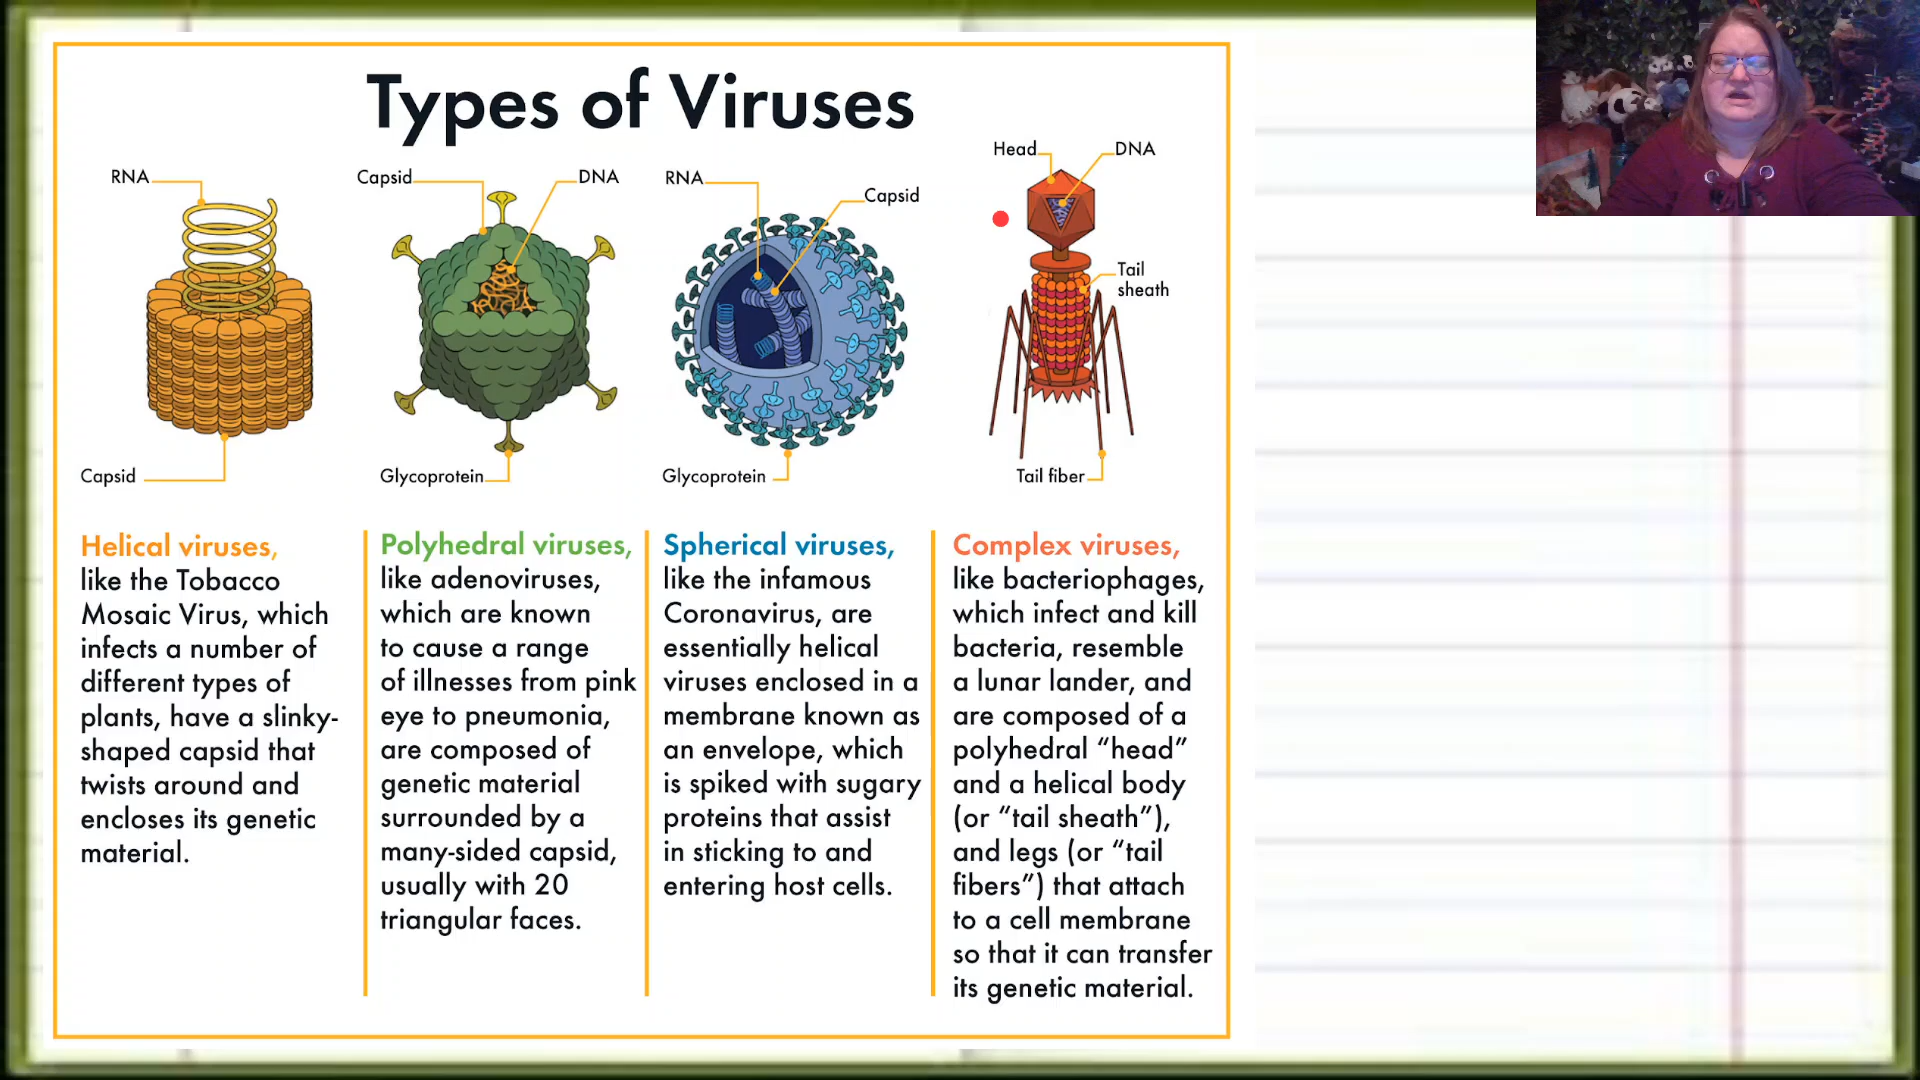 Types of Viruses
RNA
Capsid
Capsid
DNA
Glycoprotein
RNA
Capsid
Glycoprotein
Head
DNA
Tail
sheath
Tail fiber
Helical viruses,
like the Tobacco
Mosaic Virus, which
infects a number of
different types of
plants, have a slinky-
shaped capsid that
twists around and
encloses its genetic
material.
Polyhedral viruses,
like adenoviruses,
which are known
to cause a range
of illnesses from pink
eye to pneumonia,
are composed of
genetic material
surrounded by a
many-sided capsid,
usually with 20
triangular faces.
Spherical viruses,
like the infamous
Coronavirus, are
essentially helical
viruses enclosed in a
membrane known as
an envelope, which
is spiked with sugary
proteins that assist
in sticking to and
entering host cells.
Complex viruses,
like bacteriophages,
which infect and kill
bacteria, resemble
a lunar lander, and
are composed of a
polyhedral “head”
and a helical body
(or “tail sheath”),
and legs (or “tail
fibers”) that attach
to a cell membrane
so that it can transfer
its genetic material.